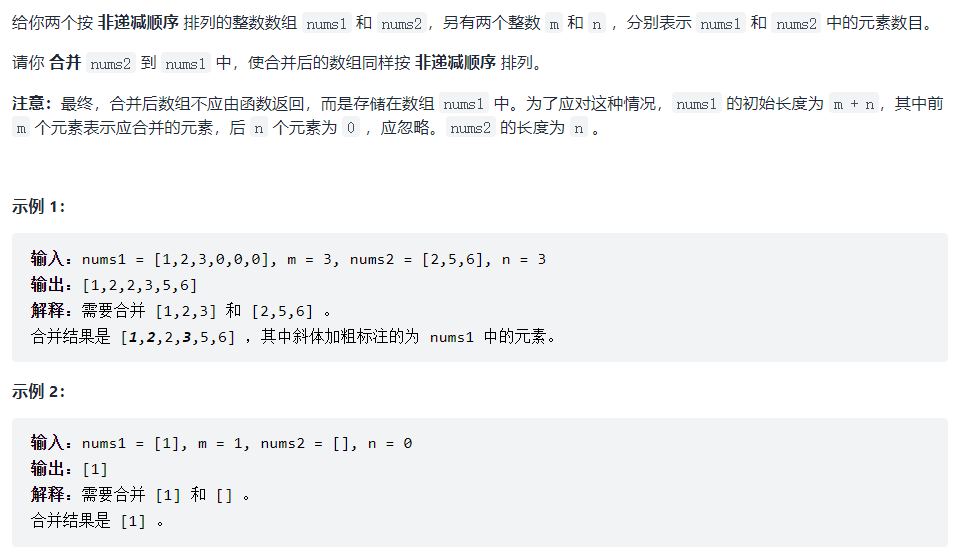 给你两个按 非递减顺序 排列的整数数组 nums1 和 nums2，另有两个整数 m 和 n ，分别表示 nums1 和 nums2 中的元素数目。
请你 合并 nums2 到 nums1 中，使合并后的数组同样按 非递减顺序 排列。
注意：最终，合并后数组不应由函数返回，而是存储在数组 nums1 中。为了应对这种情况，nums1 的初始长度为 m + n，其中前
m 个元素表示应合并的元素，后 n 个元素为 0 ，应忽略。nums2 的长度为 n 。
示例 1：
输入：nums1 = [1,2,3,0,0,0], m = 3, nums2 = [2,5,6], n = 3
输出：[1,2,2,3,5,6]
解释：需要合并 [1,2,3] 和 [2,5,6] 。
合并结果是 [1,2,2,3,5,6] ，其中斜体加粗标注的为 nums1 中的元素。
示例 2：
输入：nums1 = [1], m = 1, nums2 = [], n = 0
输出：[1]
解释：需要合并 [1] 和 [] 。
合并结果是 [1] 。